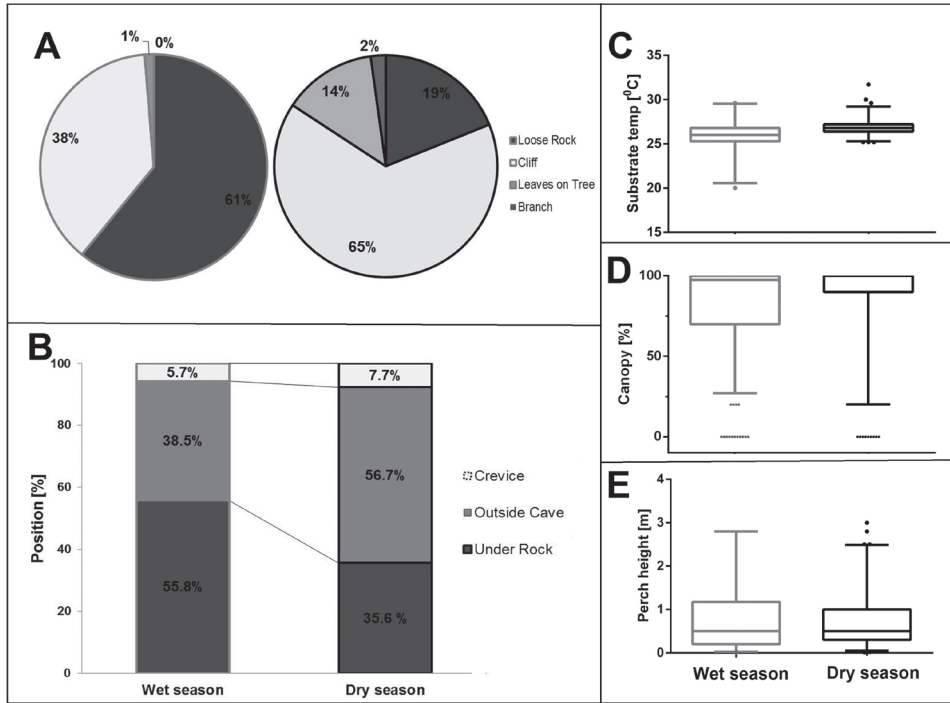 A
1%
0%
38%
61%
2%
14%
19%
65%
Loose Rock
Cliff
Leaves on Tree
Branch
B
Position [%]
100
80
60
40
20
0
5.7%
38.5%
55.8%
7.7%
56.7%
35.6 %
Crevice
Outside Cave
Under Rock
Wet season
Dry season
C
Substrate temp [⁰C]
35
30
25
20
15
D
Canopy [%]
100
50
0
E
Perch height [m]
4
3
2
1
0
Wet season
Dry season